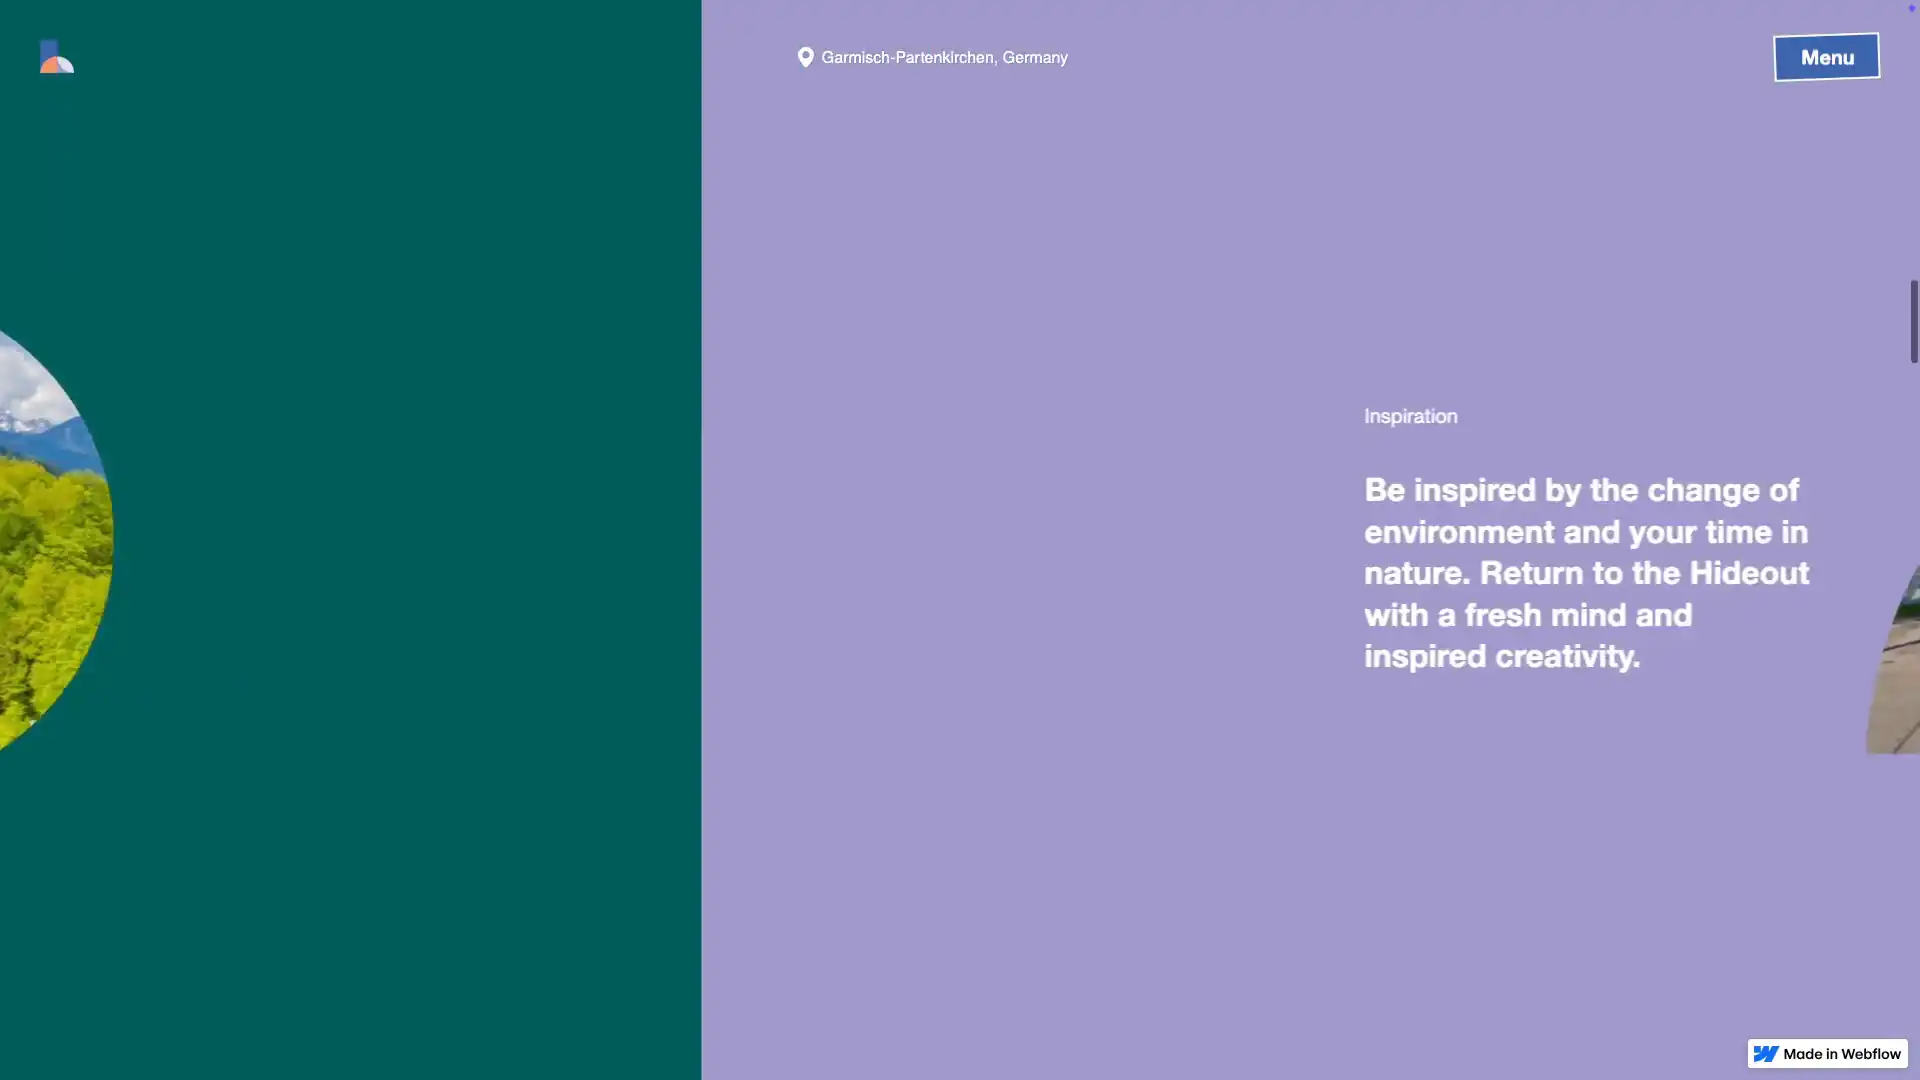 Garmisch-Partenkirchen, Germany
Menu
Inspiration
Be inspired by the change of
environment and your time in
nature. Return to the Hideout
with a fresh mind and
inspired creativity.
Made in Webflow